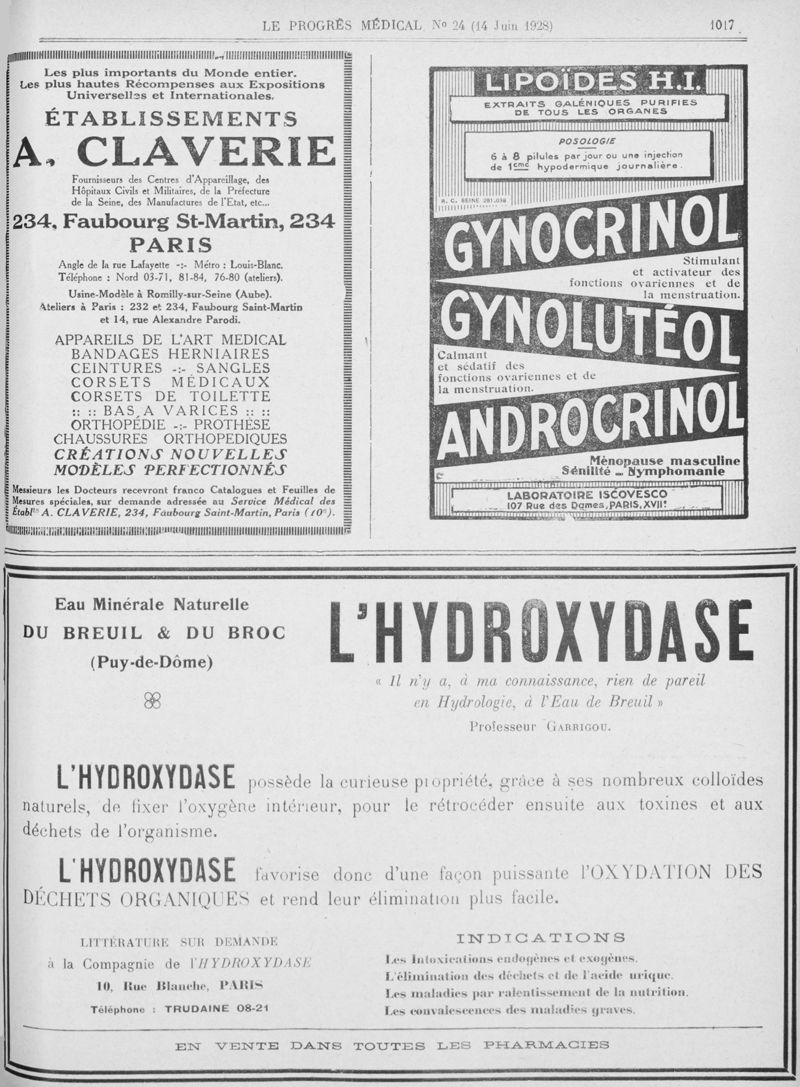 LE PROGRÈS MÉDICAL No 24 (14 Juin 1928) 1017
Les plus importants du Monde entier.
Les plus hautes Récompenses aux Expositions
Universelles et Internationales.
ÉTABLISSEMENTS
A. CLAVERIE
Fournisseurs des Centres d'Appareillage, des
Hôpitaux Civils et Militaires, de la Préfecture
de la Seine, des Manufactures de l'Etat, etc...
234, Faubourg St-Martin, 234
PARIS
Angle de la rue Lafayette -:- Métro : Louis-Blanc.
Téléphone : Nord 03-71, 81-84, 76-80 (ateliers).
Usine-Modèle à Romilly-sur-Seine (Aube).
Ateliers à Paris : 232 et 234, Faubourg Saint-Martin
et 14, rue Alexandre Parodi.
APPAREILS DE L'ART MEDICAL
BANDAGES HERNIAIRES
CEINTURES -:- SANGLES
CORSETS MÉDICAUX
CORSETS DE TOILETTE
:: :: BAS A VARICES :: ::
ORTHOPÉDIE -:- PROTHÈSE
CHAUSSURES ORTHOPEDIQUES
CRÉATIONS NOUVELLES
MODÈLES PERFECTIONNÉS
Messieurs les Docteurs recevront franco Catalogues et Feuilles de
Mesures spéciales, sur demande adressée au Service Médical des
Établts A. CLAVERIE, 234, Faubourg Saint-Martin, Paris (10e).
LIPOÏDES H.I.
EXTRAITS GALÉNIQUES PURIFIÉS
DE TOUS LES ORGANES
POSOLOGIE
6 à 8 pilules par jour ou une injection
de 1cmc hypodermique journalière.
R. C. SEINE 281.036
GYNOCRINOL
Stimulant
et activateur des
fonctions ovariennes et de
la menstruation.
GYNOLUTÉOL
Calmant
et sédatif des
fonctions ovariennes et de
la menstruation.
ANDROCRINOL
Ménopause masculine
Sénilité - Nymphomanie
LABORATOIRE ISCOVESCO
107 Rue des Dames, PARIS, XVIIe
Eau Minérale Naturelle
DU BREUIL & DU BROC
(Puy-de-Dôme)
L'HYDROXYDASE
« Il n'y a, à ma connaissance, rien de pareil
en Hydrologie, à l'Eau de Breuil »
Professeur GARRIGOU.
L'HYDROXYDASE possède la curieuse propriété, grâce à ses nombreux colloïdes
naturels, de fixer l'oxygène intérieur, pour le rétrocéder ensuite aux toxines et aux
déchets de l'organisme.
L'HYDROXYDASE favorise donc d'une façon puissante l'OXYDATION DES
DÉCHETS ORGANIQUES et rend leur élimination plus facile.
LITTÉRATURE SUR DEMANDE
à la Compagnie de l'HYDROXYDASE
10, Rue Blanche, PARIS
Téléphone : TRUDAINE 08-21
INDICATIONS
Les Intoxications endogènes et exogènes.
L'élimination des déchets et de l'acide urique.
Les maladies par ralentissement de la nutrition.
Les convalescences des maladies graves.
EN VENTE DANS TOUTES LES PHARMACIES